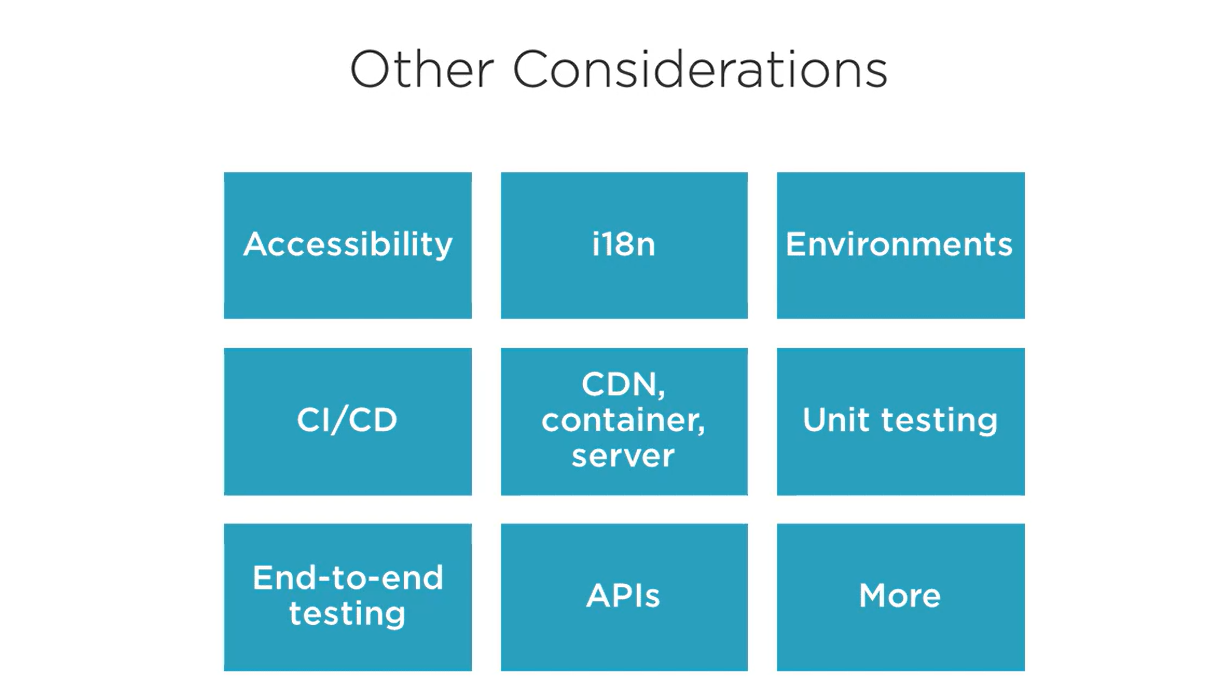 Other Considerations
Accessibility
i18n
Environments
CI/CD
CDN,
container,
server
Unit testing
End-to-end
testing
APIs
More